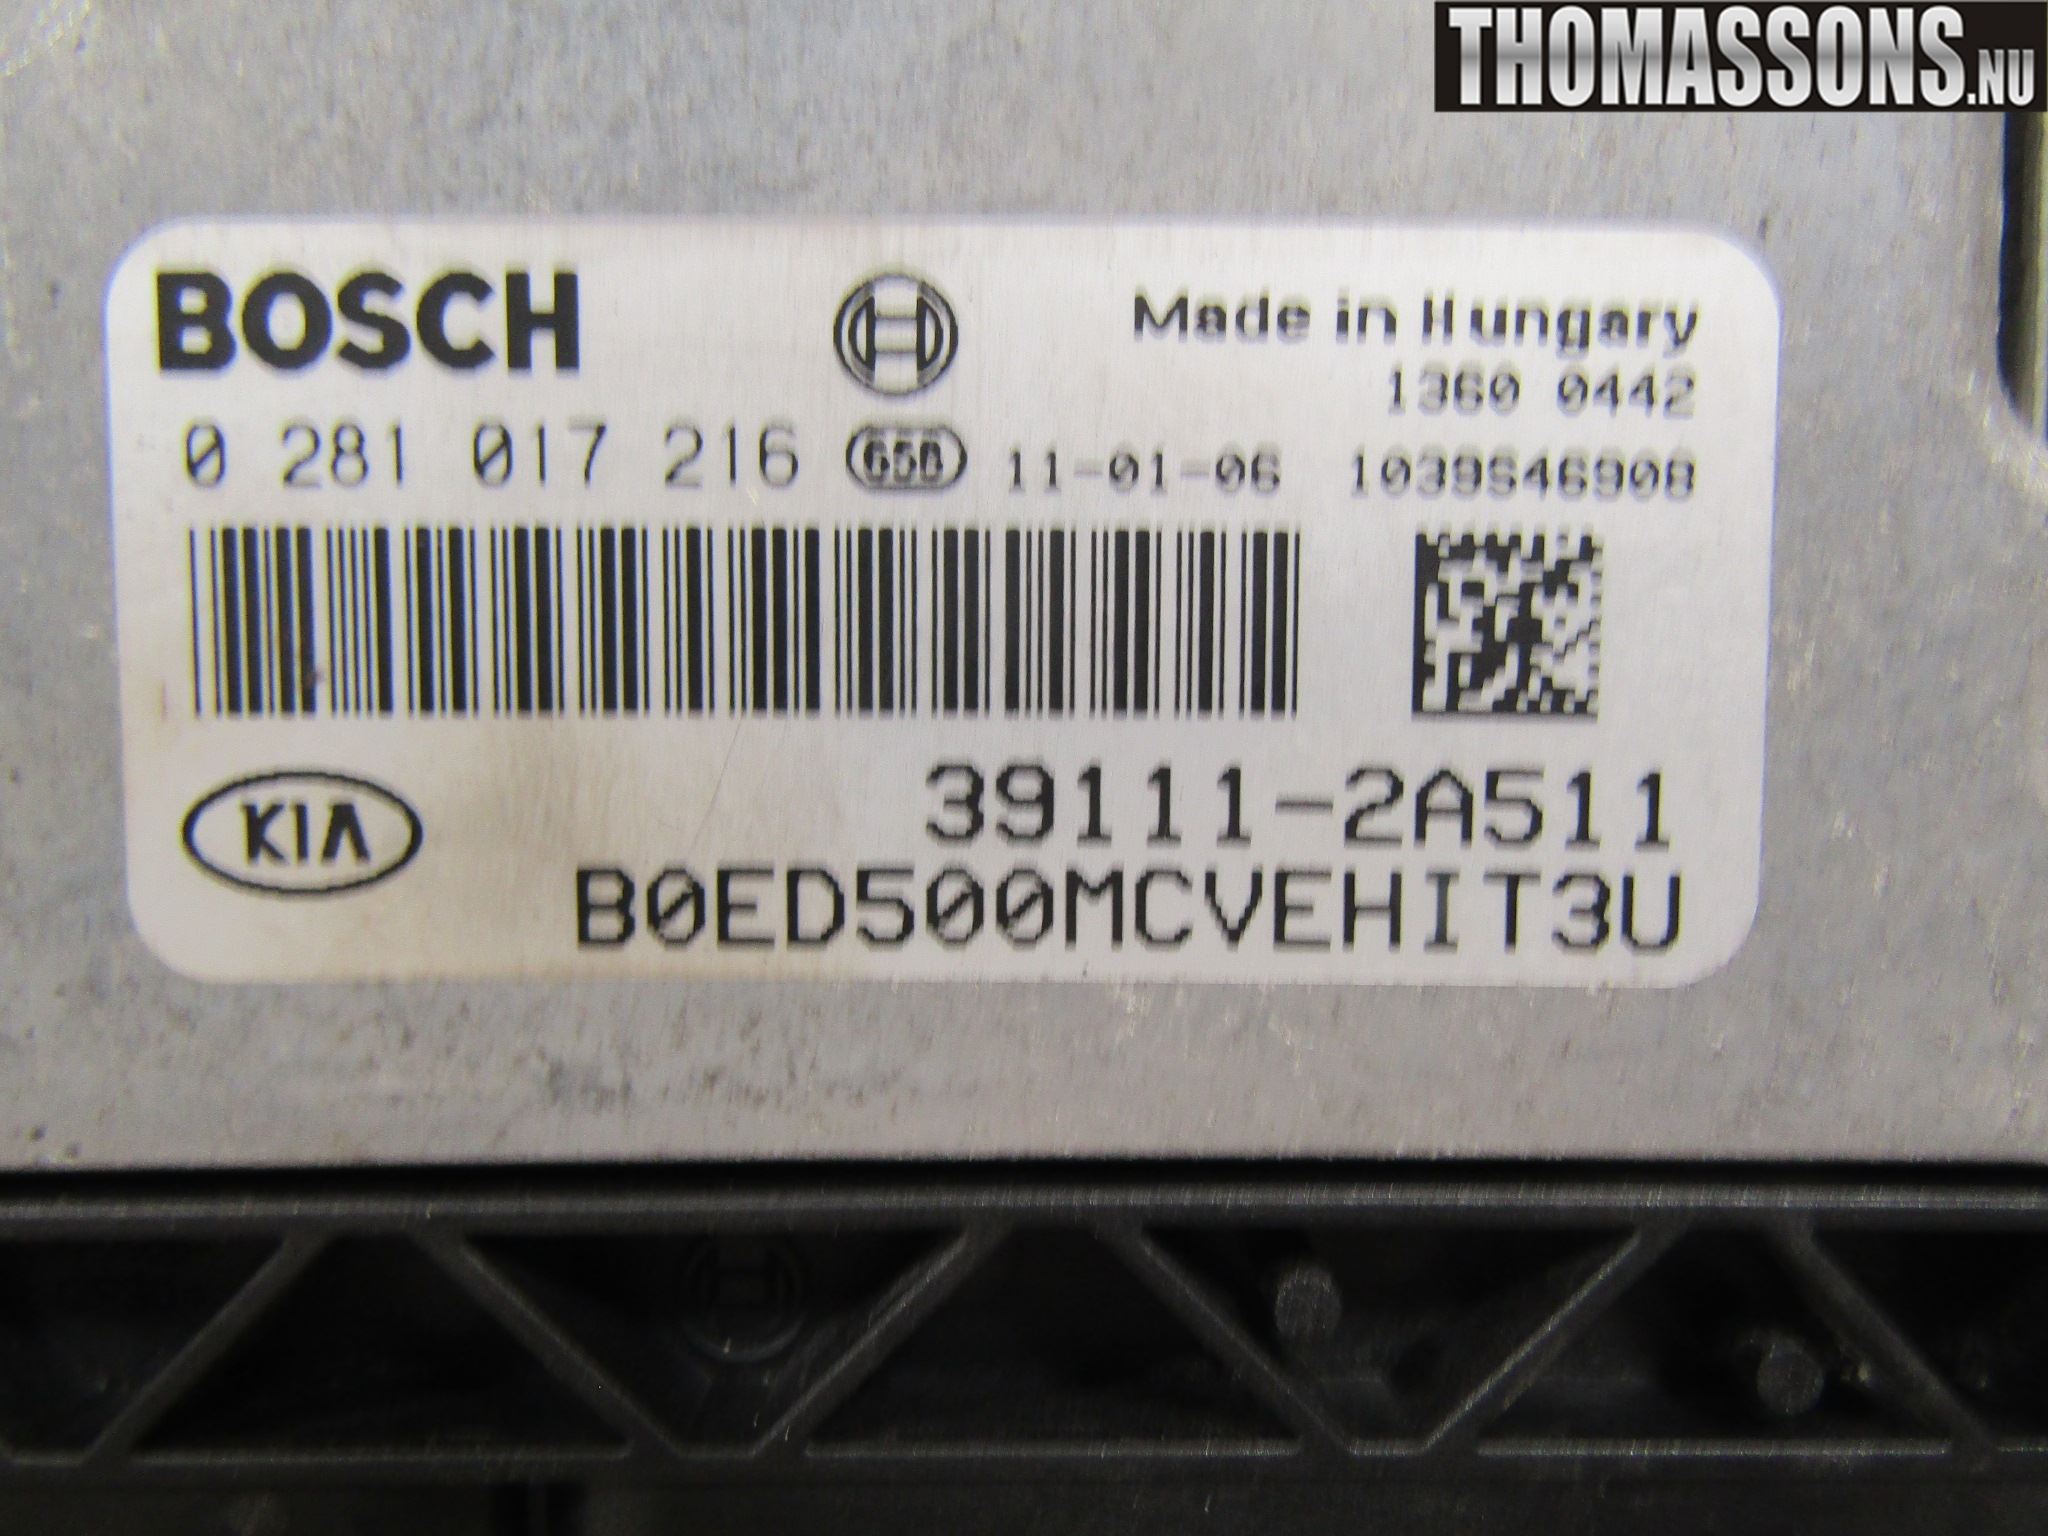 THOMASSONS.NU
BOSCH
Made in Hungary
1360 0442
0 281 017 216 65B 11-01-06 1039S46908
KIA
39111-2A511
B0ED500MCVEHIT3U